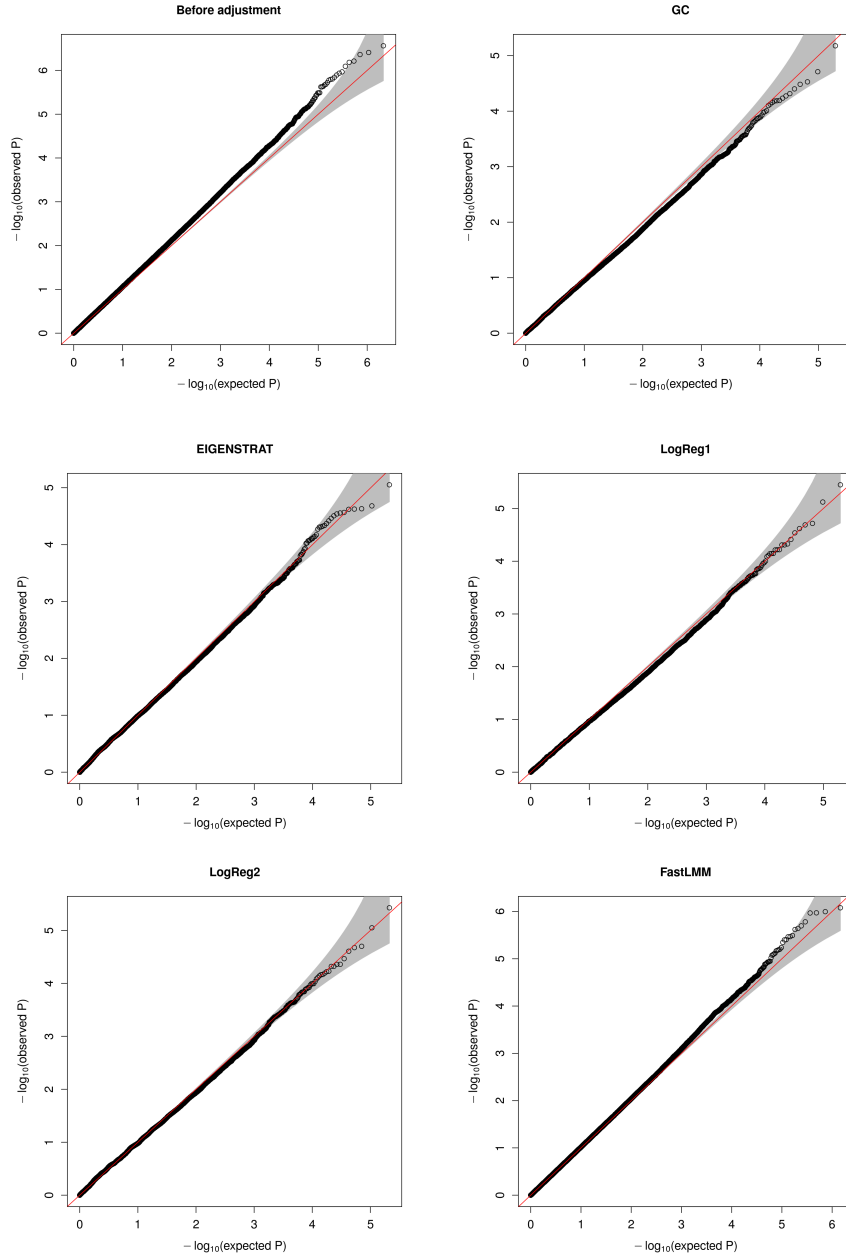 Before adjustment
6
5
4
3
2
1
0
− log10(observed P)
0 1 2 3 4 5 6
− log10(expected P)
GC
5
4
3
2
1
0
− log10(observed P)
0 1 2 3 4 5
− log10(expected P)
EIGENSTRAT
5
4
3
2
1
0
− log10(observed P)
0 1 2 3 4 5
− log10(expected P)
LogReg1
5
4
3
2
1
0
− log10(observed P)
0 1 2 3 4 5
− log10(expected P)
LogReg2
5
4
3
2
1
0
− log10(observed P)
0 1 2 3 4 5
− log10(expected P)
FastLMM
6
5
4
3
2
1
0
− log10(observed P)
0 1 2 3 4 5 6
− log10(expected P)